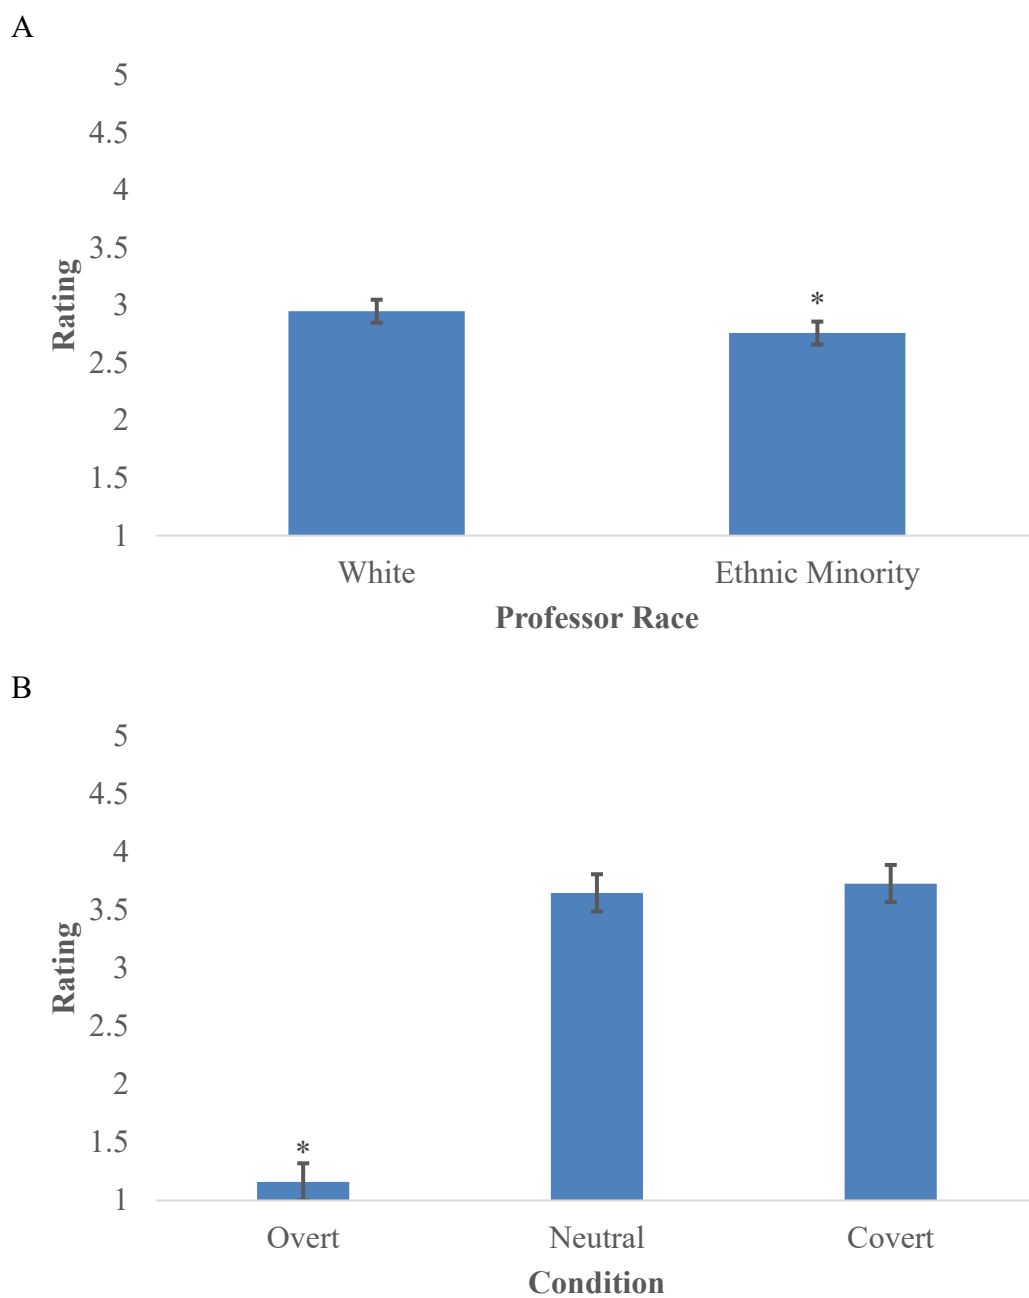 A
5
4.5
4
3.5
3
2.5
2
1.5
1
Rating
*
White
Ethnic Minority
Professor Race
B
5
4.5
4
3.5
3
2.5
2
1.5
1
Rating
*
Overt
Neutral
Covert
Condition